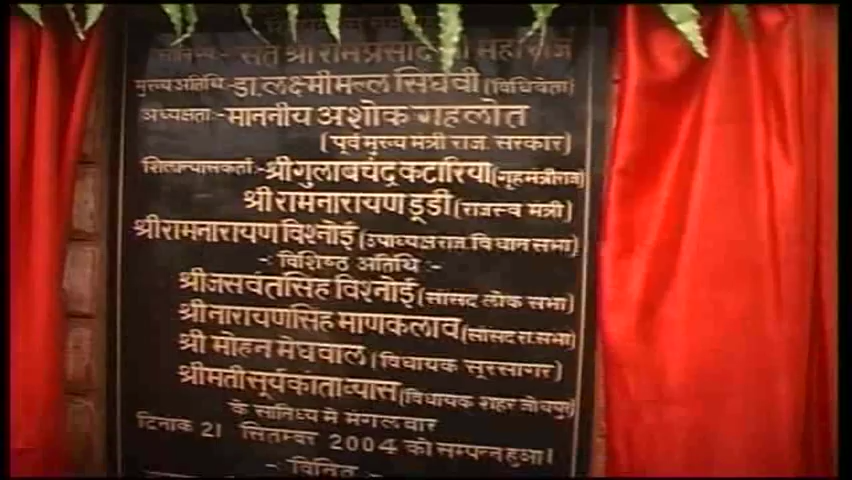 सानिध्य :- संत श्री रामप्रसाद जी महाराज
मुख्य अतिथि:- डा. लक्ष्मीमल्ल सिंघवी (विधिवेता)
अध्यक्षता:- माननीय अशोक गहलोत
(पूर्व मुख्य मंत्री राज. सरकार)
शिलान्यासकर्ता:- श्री गुलाबचंद्र कटारिया (गृहमंत्री राज)
श्री रामनारायण डूडी (राजस्व मंत्री)
श्री रामनारायण विश्नोई (उपाध्यक्ष राज. विधान सभा)
-: विशिष्ठ अतिथि :-
श्री जसवंतसिंह विश्नोई (सांसद लोक सभा)
श्री नारायणसिंह माणकलाव (सांसद रा. सभा)
श्री मोहन मेघवाल (विधायक सूरसागर)
श्रीमती सूर्यकांता व्यास (विधायक शहर जोधपुर)
के सानिध्य मे मंगलवार
दिनांक 21 सितम्बर 2004 को सम्पन्न हुआ।
-: विनित